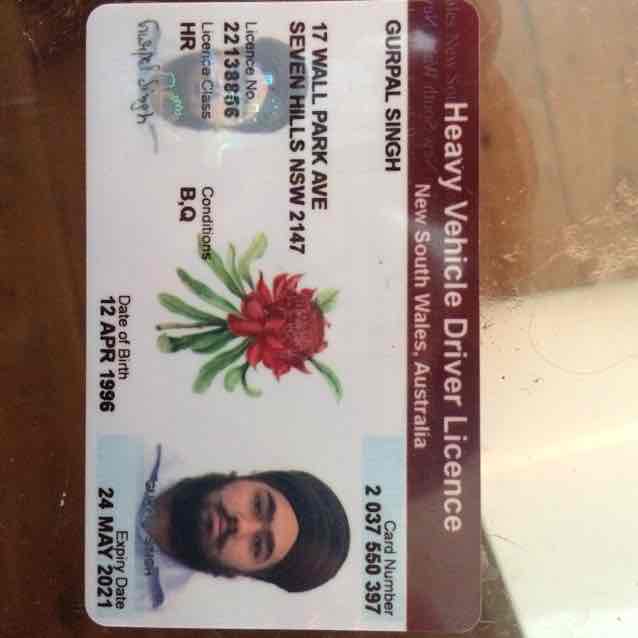 Heavy Vehicle Driver Licence
New South Wales, Australia
GURPAL SINGH
Card Number
2 037 550 397
17 WALL PARK AVE
SEVEN HILLS NSW 2147
Licence No.
22138856
Licence Class
HR
Conditions
B,Q
Date of Birth
12 APR 1996
Expiry Date
24 MAY 2021